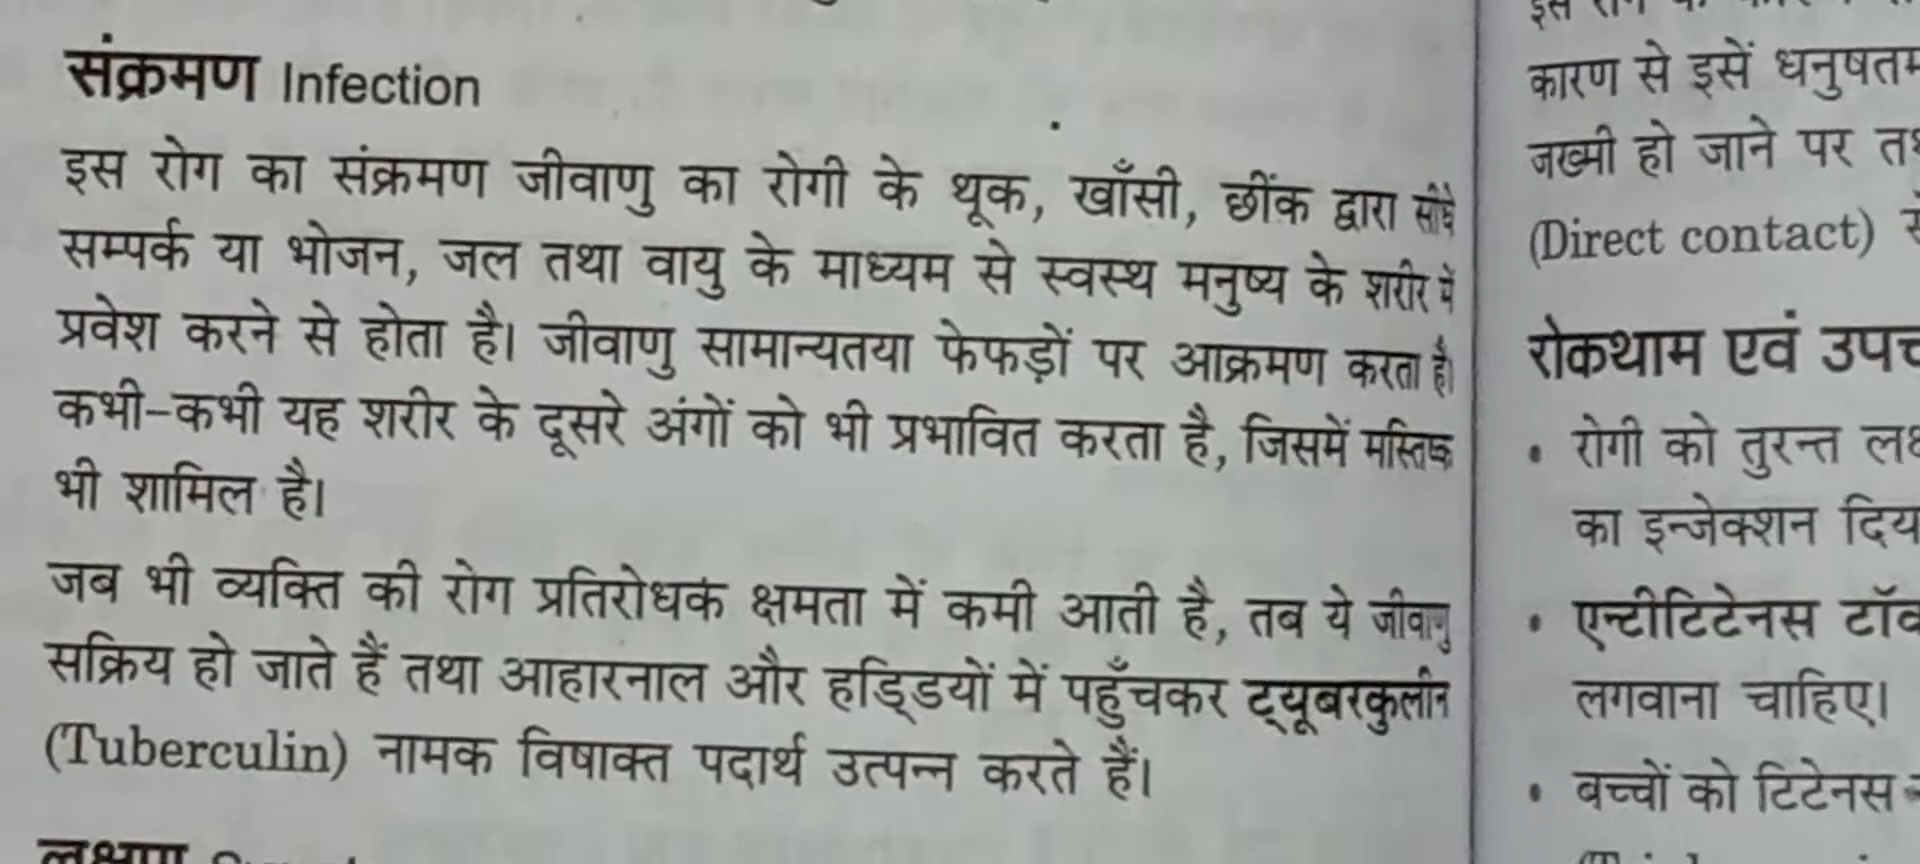 संक्रमण Infection
इस रोग का संक्रमण जीवाणु का रोगी के थूक, खाँसी, छींक द्वारा सीधे
सम्पर्क या भोजन, जल तथा वायु के माध्यम से स्वस्थ मनुष्य के शरीर में
प्रवेश करने से होता है। जीवाणु सामान्यतया फेफड़ों पर आक्रमण करता है।
कभी-कभी यह शरीर के दूसरे अंगों को भी प्रभावित करता है, जिसमें मस्तिष्क
भी शामिल है।
जब भी व्यक्ति की रोग प्रतिरोधक क्षमता में कमी आती है, तब ये जीवाणु
सक्रिय हो जाते हैं तथा आहारनाल और हड्डियों में पहुँचकर ट्यूबरकुलीन
(Tuberculin) नामक विषाक्त पदार्थ उत्पन्न करते हैं।
लक्षण
कारण से इसें
जख्मी हो जाने पर
(Direct contact)
रोकथाम एवं
• रोगी को तुरन्त
का इन्जेक्शन
• एन्टीटिटेनस
लगवाना चाहिए।
• बच्चों को टिटेनस